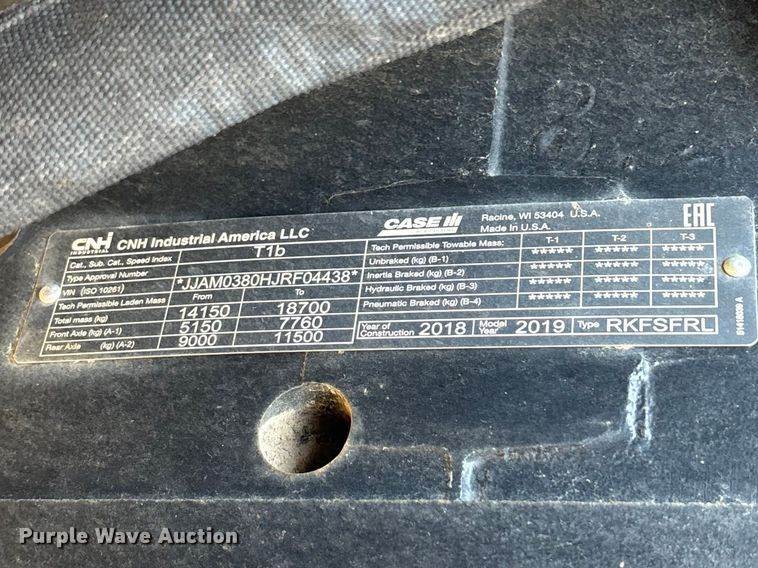 CNH INDUSTRIAL CNH Industrial America LLC
CASE IH
Racine, WI 53404 U.S.A.
Made in U.S.A.
EAC
Cat., Sub. Cat., Speed Index T1b
Type Approval Number
VIN (ISO 10261) *JJAM0380HJRF04438*
Tech Permissible Laden Mass From To
Total mass (kg) 14150 18700
Front Axle (kg) (A-1) 5150 7760
Rear Axle (kg) (A-2) 9000 11500
Tech Permissible Towable Mass: T-1 T-2 T-3
Unbraked (kg) (B-1) ***** ***** *****
Inertia Braked (kg) (B-2) ***** ***** *****
Hydraulic Braked (kg) (B-3) ***** ***** *****
Pneumatic Braked (kg) (B-4) ***** ***** *****
Year of Construction 2018 Model Year 2019 Type RKFSFRL
Purple Wave Auction